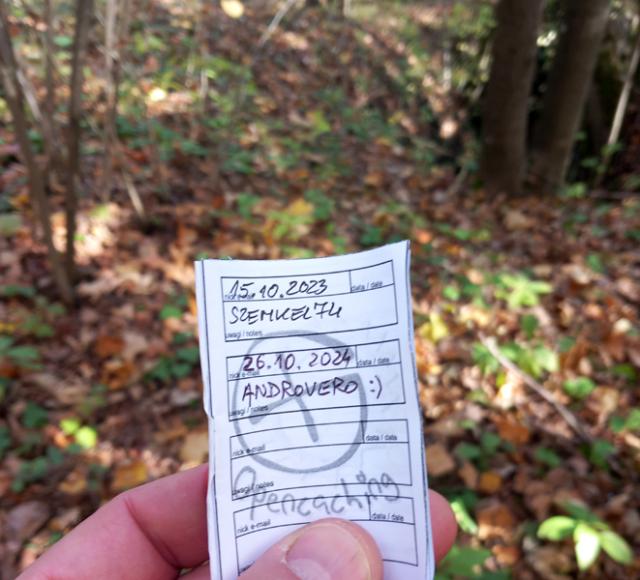 15.10.2023
nick e-mail data / date
SZEMKEL74
uwagi / notes
26.10.2024
nick e-mail data / date
ANDROVERO :)
uwagi / notes
nick e-mail data / date
uwagi / notes
Opencaching
nick e-mail data / date